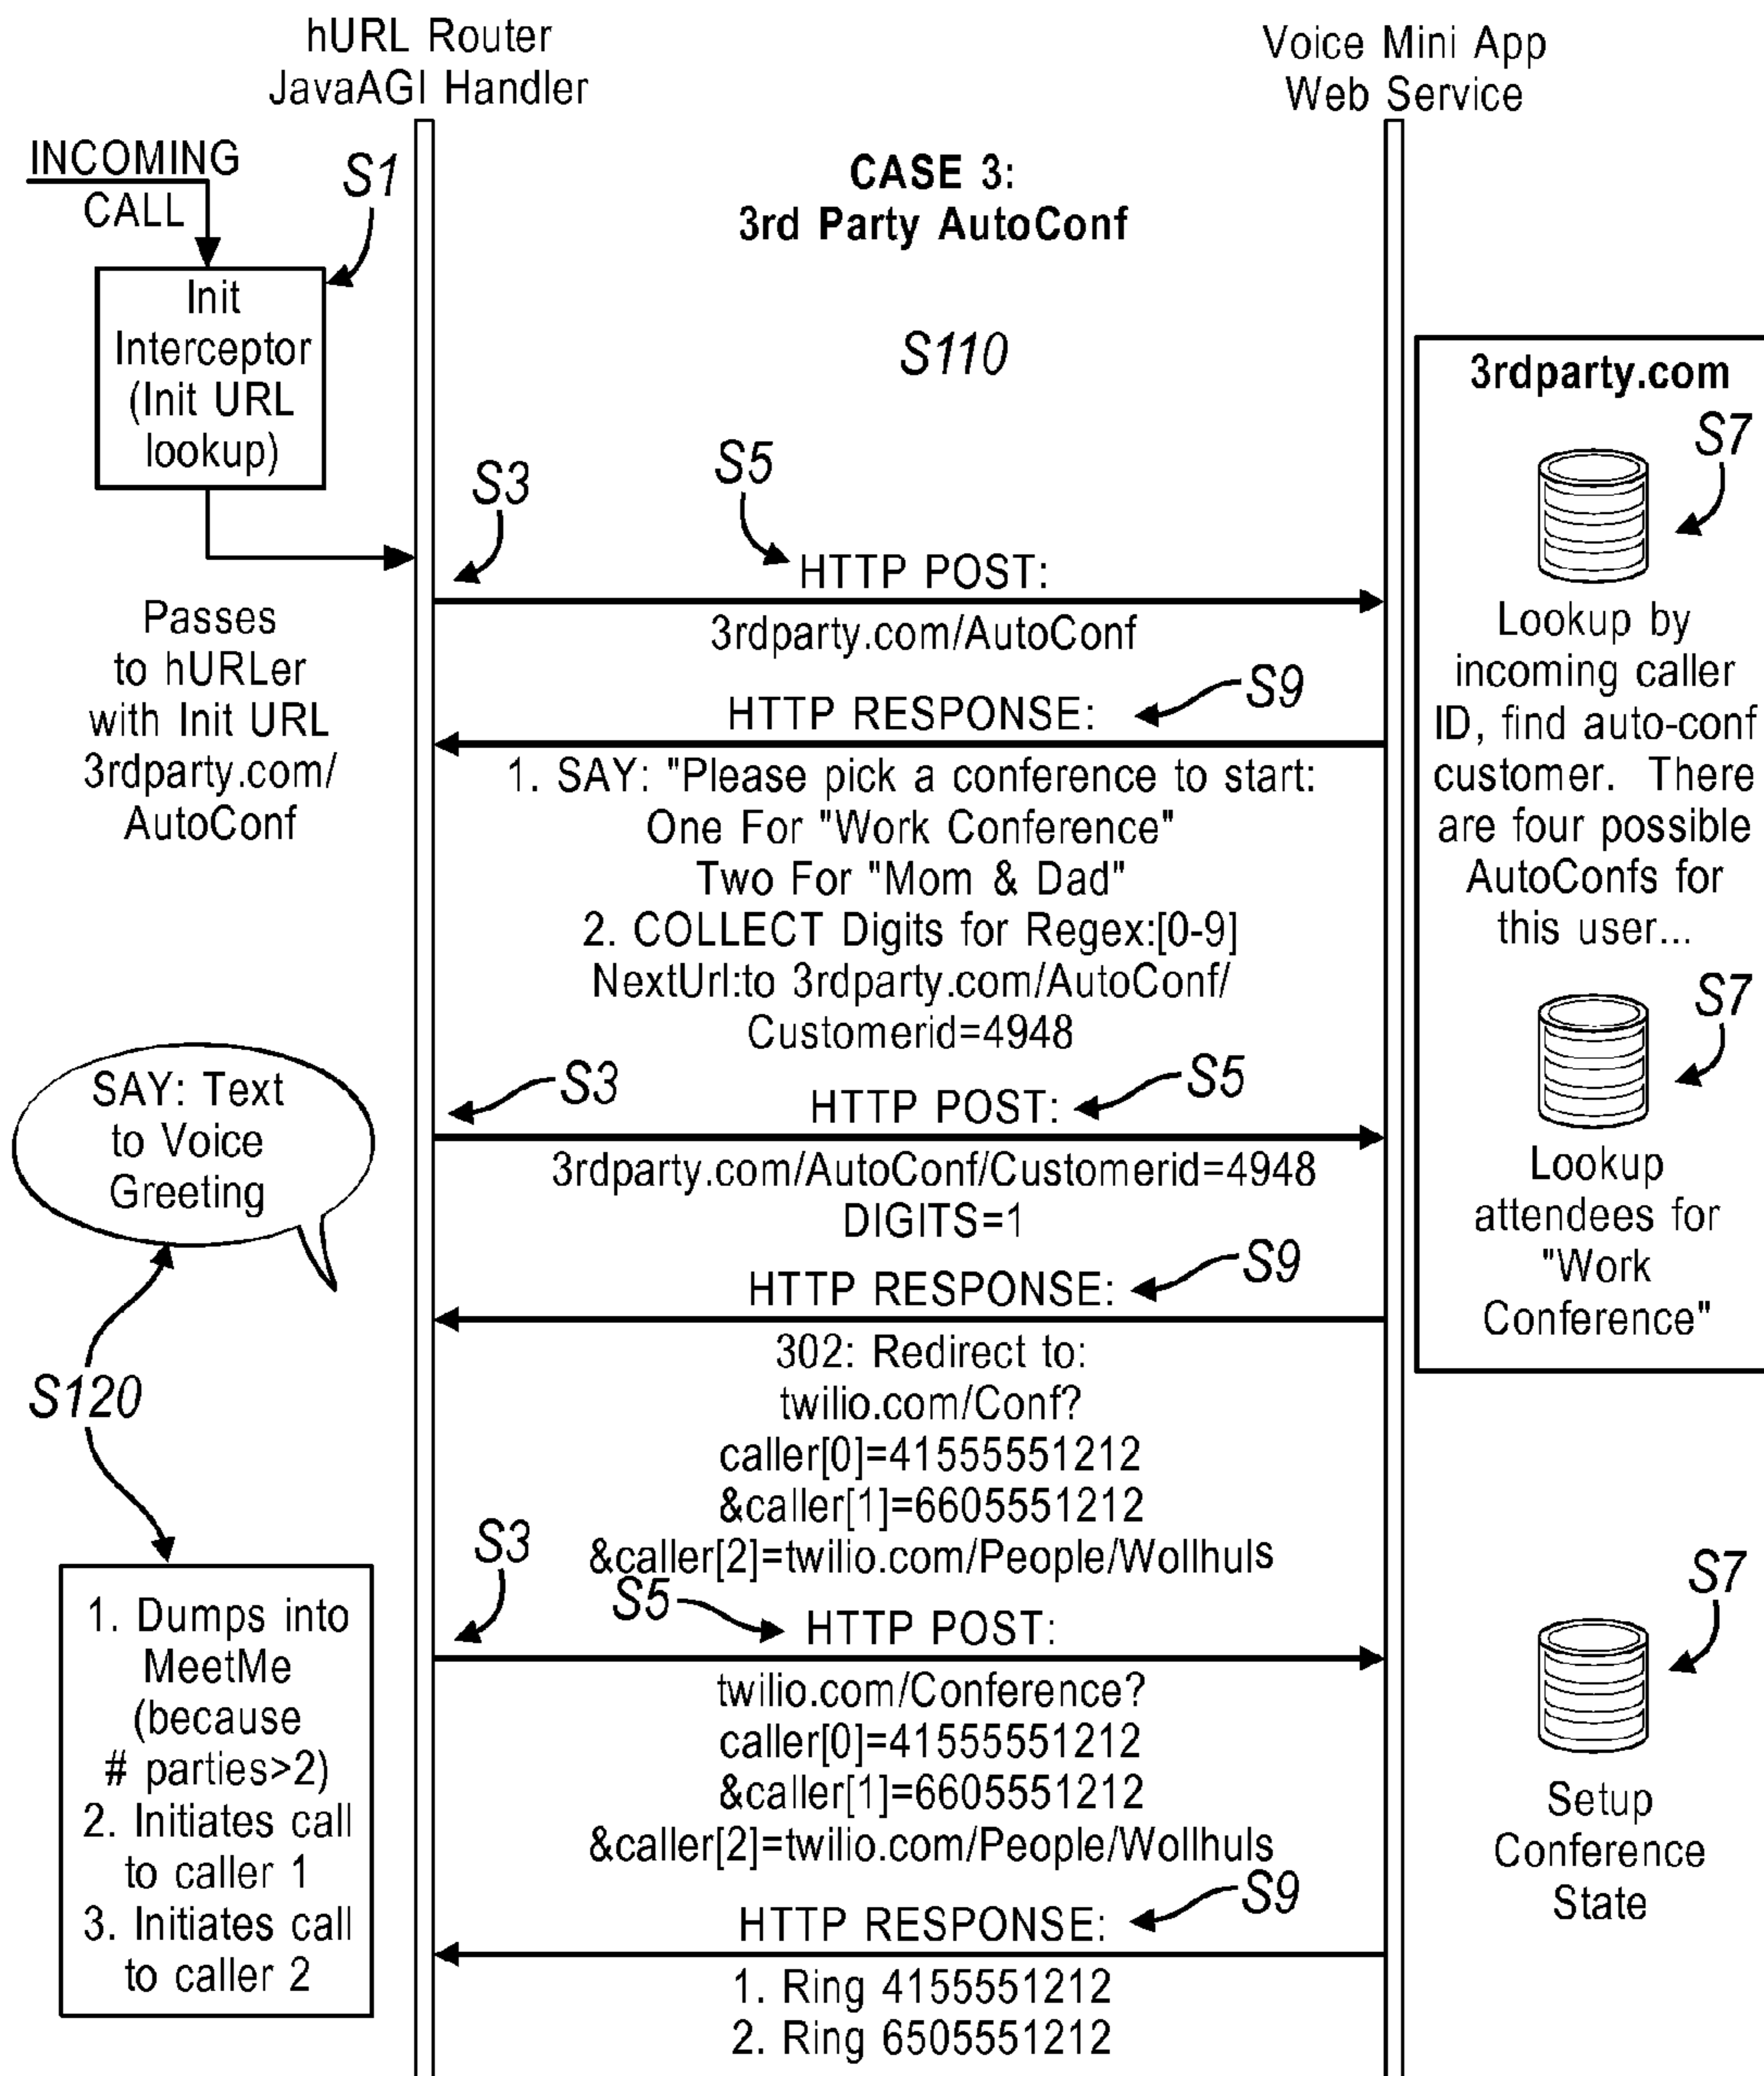 hURL Router
JavaAGI Handler
Voice Mini App
Web Service
INCOMING
CALL
S1
CASE 3:
3rd Party AutoConf
Init
Interceptor
(Init URL
lookup)
S110
3rdparty.com
S7
Lookup by
incoming caller
ID, find auto-conf
customer. There
are four possible
AutoConfs for
this user...
S7
Lookup
attendees for
"Work
Conference"
Passes
to hURLer
with Init URL
3rdparty.com/
AutoConf
S3
S5
HTTP POST:
3rdparty.com/AutoConf
HTTP RESPONSE:
S9
1. SAY: "Please pick a conference to start:
One For "Work Conference"
Two For "Mom & Dad"
2. COLLECT Digits for Regex:[0-9]
NextUrl:to 3rdparty.com/AutoConf/
Customerid=4948
SAY: Text
to Voice
Greeting
S3
HTTP POST:
S5
3rdparty.com/AutoConf/Customerid=4948
DIGITS=1
HTTP RESPONSE:
S9
302: Redirect to:
twilio.com/Conf?
caller[0]=41555551212
&caller[1]=6605551212
&caller[2]=twilio.com/People/Wollhuls
S120
S3
S5
HTTP POST:
twilio.com/Conference?
caller[0]=41555551212
&caller[1]=6605551212
&caller[2]=twilio.com/People/Wollhuls
S7
Setup
Conference
State
1. Dumps into
MeetMe
(because
# parties>2)
2. Initiates call
to caller 1
3. Initiates call
to caller 2
HTTP RESPONSE:
S9
1. Ring 4155551212
2. Ring 6505551212